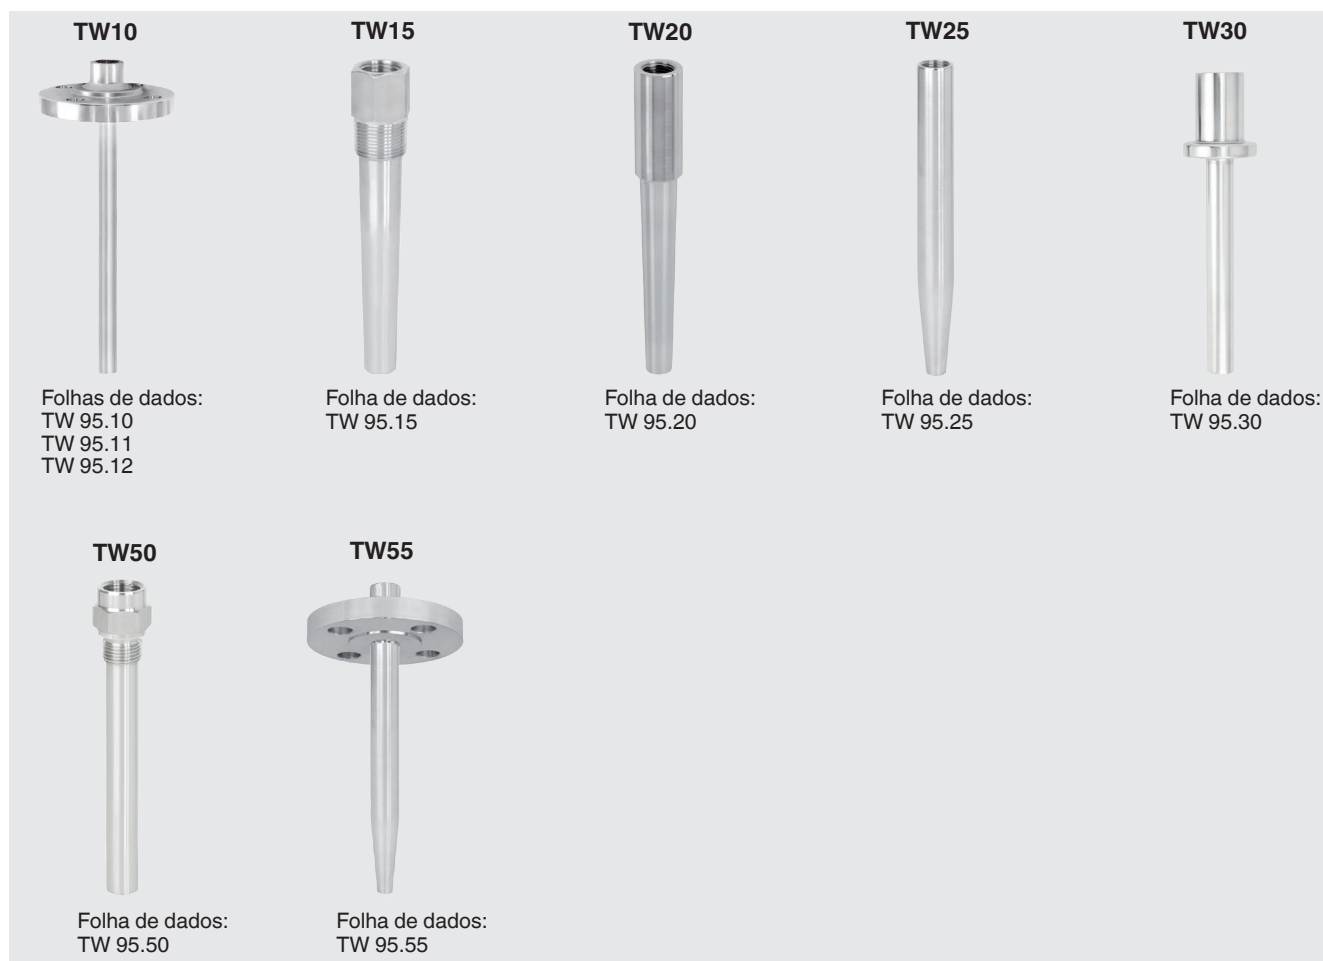 TW10
TW15
TW20
TW25
TW30
Folhas de dados:
TW 95.10
TW 95.11
TW 95.12
Folha de dados:
TW 95.15
Folha de dados:
TW 95.20
Folha de dados:
TW 95.25
Folha de dados:
TW 95.30
TW50
TW55
Folha de dados:
TW 95.50
Folha de dados:
TW 95.55